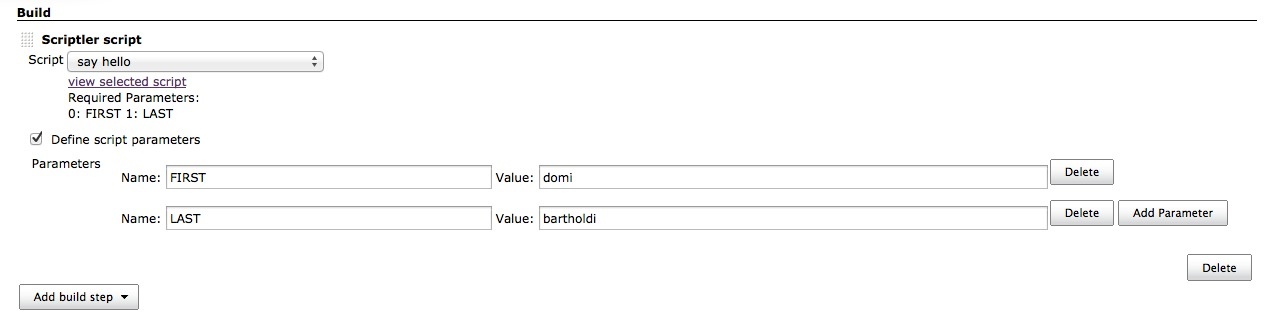 Build
Scriptler script
Script say hello
view selected script
Required Parameters:
0: FIRST 1: LAST
Define script parameters
Parameters
Name: FIRST Value: domi Delete
Name: LAST Value: bartholdi Delete Add Parameter
Delete
Add build step